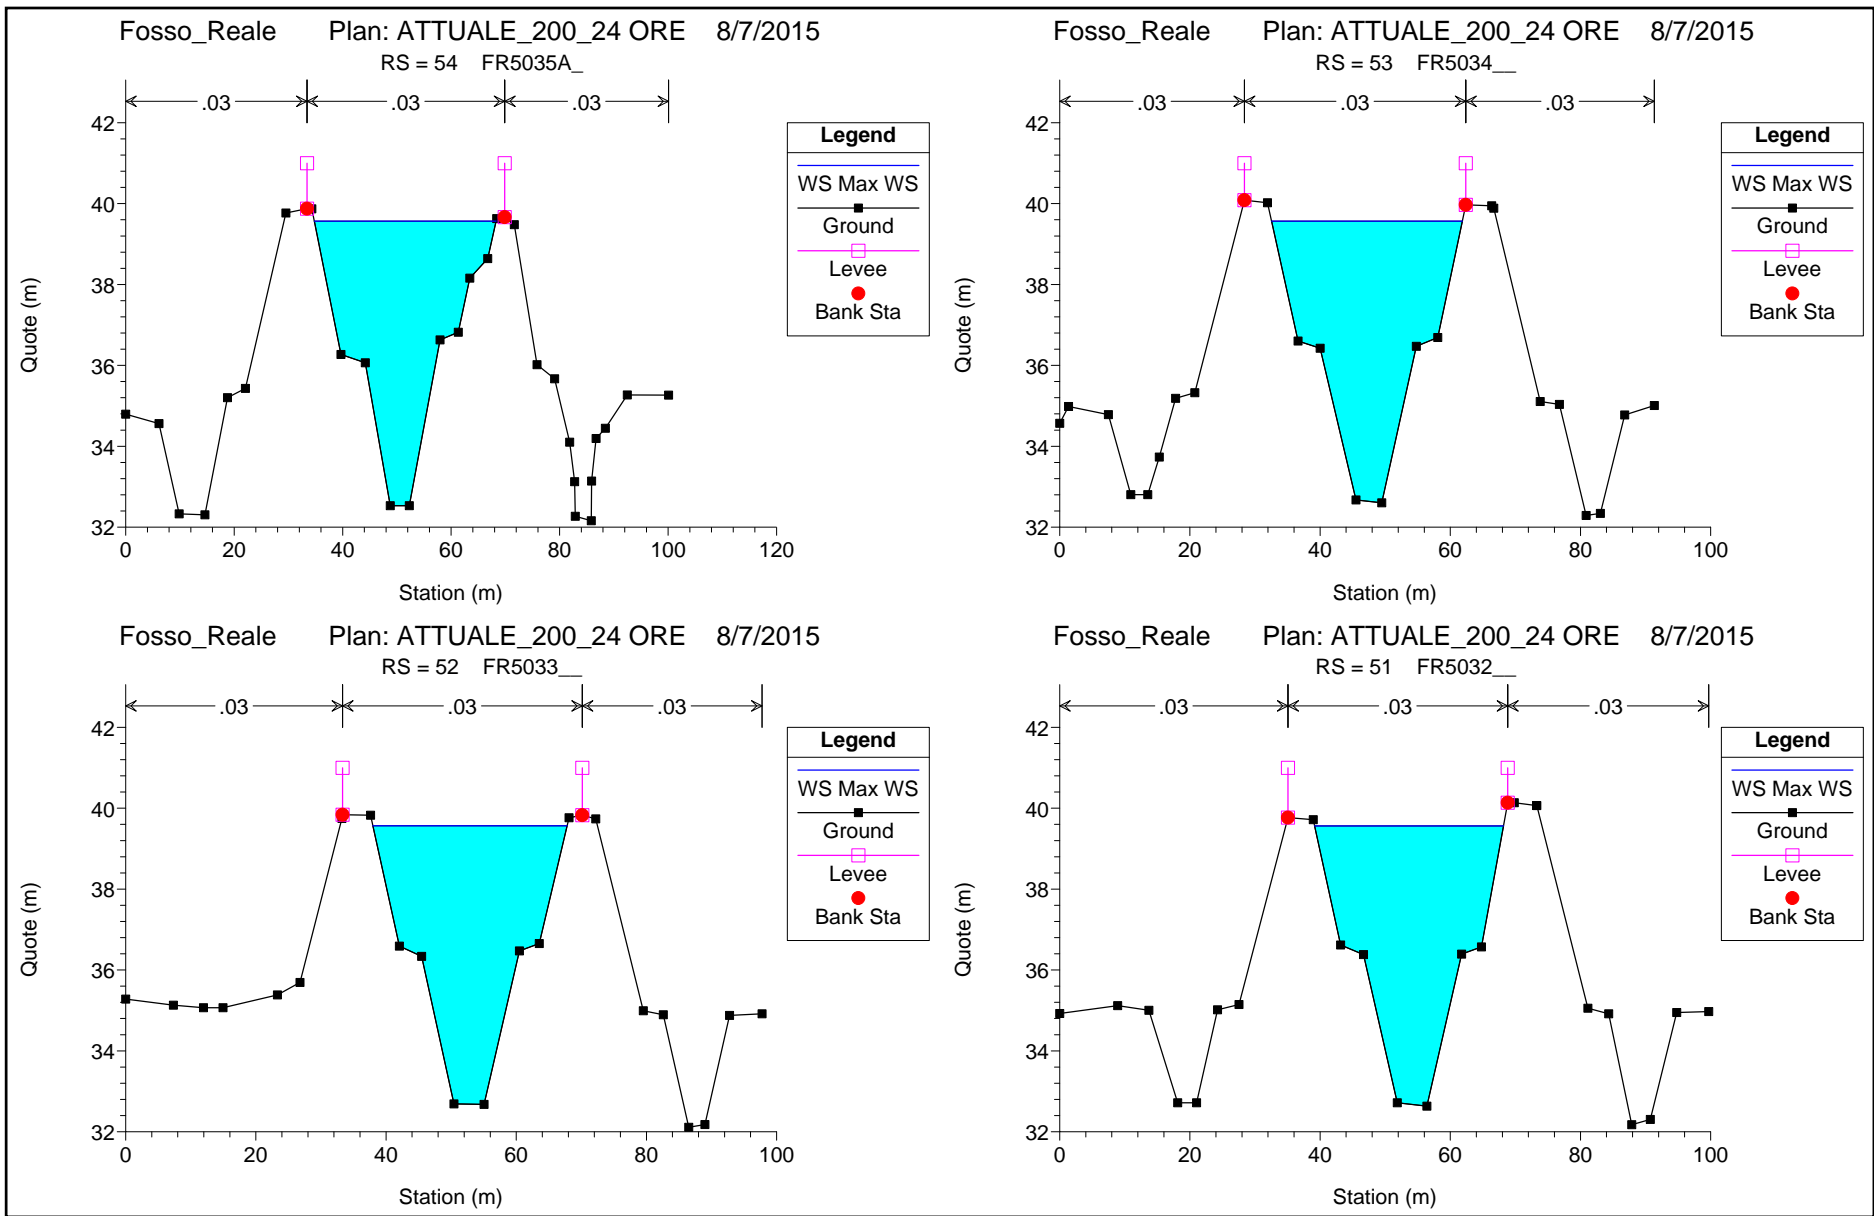 Fosso_Reale Plan: ATTUALE_200_24 ORE 8/7/2015
RS = 54 FR5035A_
.03 .03 .03
Legend
WS Max WS
Ground
Levee
Bank Sta
42
40
38
36
34
32
Quote (m)
0 20 40 60 80 100 120
Station (m)
Fosso_Reale Plan: ATTUALE_200_24 ORE 8/7/2015
RS = 53 FR5034__
.03 .03 .03
Legend
WS Max WS
Ground
Levee
Bank Sta
42
40
38
36
34
32
Quote (m)
0 20 40 60 80 100
Station (m)
Fosso_Reale Plan: ATTUALE_200_24 ORE 8/7/2015
RS = 52 FR5033__
.03 .03 .03
Legend
WS Max WS
Ground
Levee
Bank Sta
42
40
38
36
34
32
Quote (m)
0 20 40 60 80 100
Station (m)
Fosso_Reale Plan: ATTUALE_200_24 ORE 8/7/2015
RS = 51 FR5032__
.03 .03 .03
Legend
WS Max WS
Ground
Levee
Bank Sta
42
40
38
36
34
32
Quote (m)
0 20 40 60 80 100
Station (m)